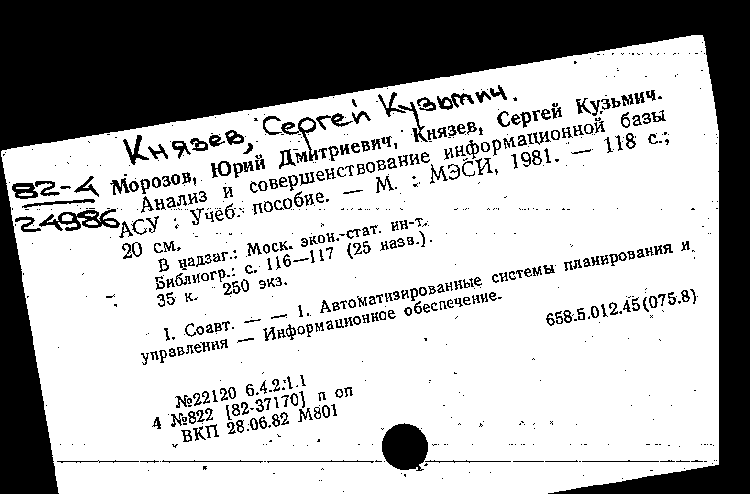 Князев, Сергей Кузьмич.
82-4
24986
Морозов, Юрий Дмитриевич, Князев, Сергей Кузьмич.
Анализ и совершенствование информационной базы
АСУ : Учеб. пособие. — М. : МЭСИ, 1981. — 118 с.;
20 см.
В надзаг.: Моск. экон.-стат. ин-т.
Библиогр.: с. 116—117 (25 назв.).
35 к. 250 экз.
I. Соавт. — — 1. Автоматизированные системы планирования и
управления — Информационное обеспечение.
658.5.012.45(075.8)
№22120 6.4.2.1.1
4 №822 [82-37170] п оп
ВКП 28.06.82 М801